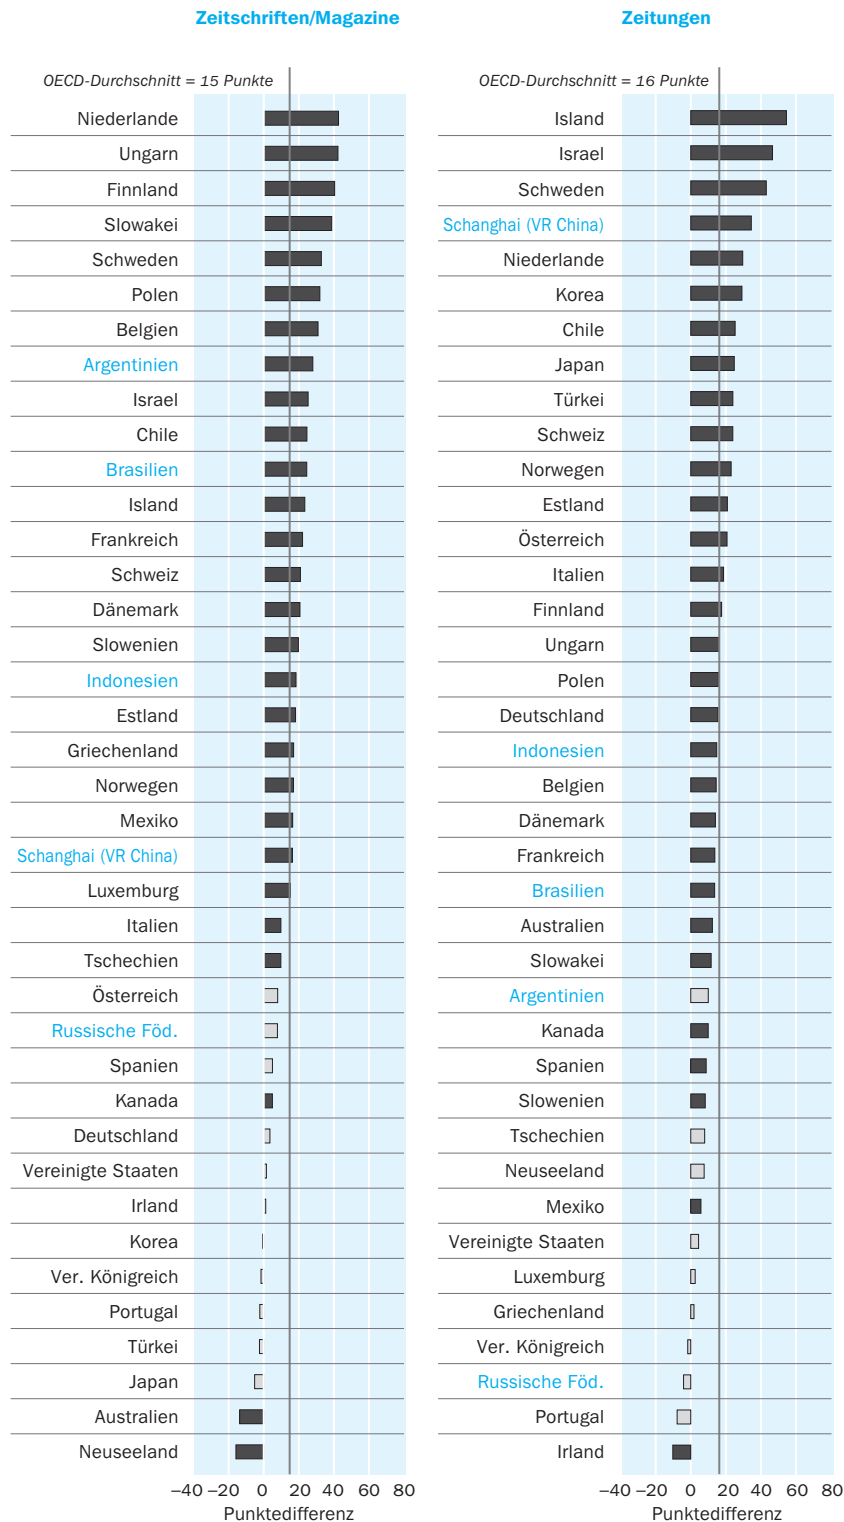 Zeitschriften/Magazine
OECD-Durchschnitt = 15 Punkte
Niederlande
Ungarn
Finnland
Slowakei
Schweden
Polen
Belgien
Argentinien
Israel
Chile
Brasilien
Island
Frankreich
Schweiz
Dänemark
Slowenien
Indonesien
Estland
Griechenland
Norwegen
Mexiko
Schanghai (VR China)
Luxemburg
Italien
Tschechien
Österreich
Russische Föd.
Spanien
Kanada
Deutschland
Vereinigte Staaten
Irland
Korea
Ver. Königreich
Portugal
Türkei
Japan
Australien
Neuseeland
–40 –20 0 20 40 60 80
Punktedifferenz
Zeitungen
OECD-Durchschnitt = 16 Punkte
Island
Israel
Schweden
Schanghai (VR China)
Niederlande
Korea
Chile
Japan
Türkei
Schweiz
Norwegen
Estland
Österreich
Italien
Finnland
Ungarn
Polen
Deutschland
Indonesien
Belgien
Dänemark
Frankreich
Brasilien
Australien
Slowakei
Argentinien
Kanada
Spanien
Slowenien
Tschechien
Neuseeland
Mexiko
Vereinigte Staaten
Luxemburg
Griechenland
Ver. Königreich
Russische Föd.
Portugal
Irland
–40 –20 0 20 40 60 80
Punktedifferenz